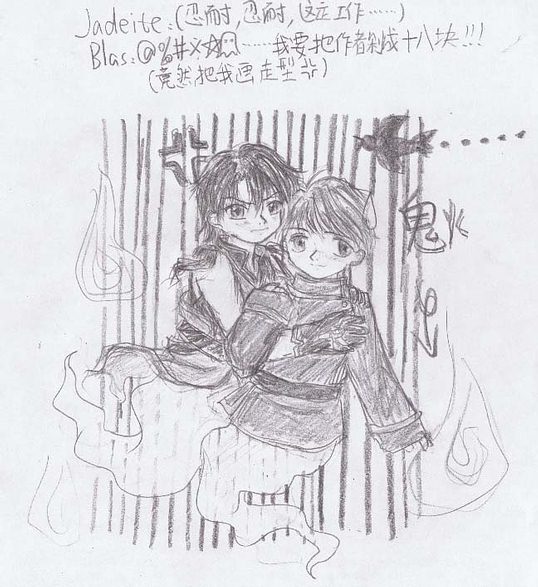 Jadeite:(忍耐,忍耐,这是工作……)
Blas:@%#×☆……我要把作者剁成十八块!!!
(竟然把我画走型)
鬼火